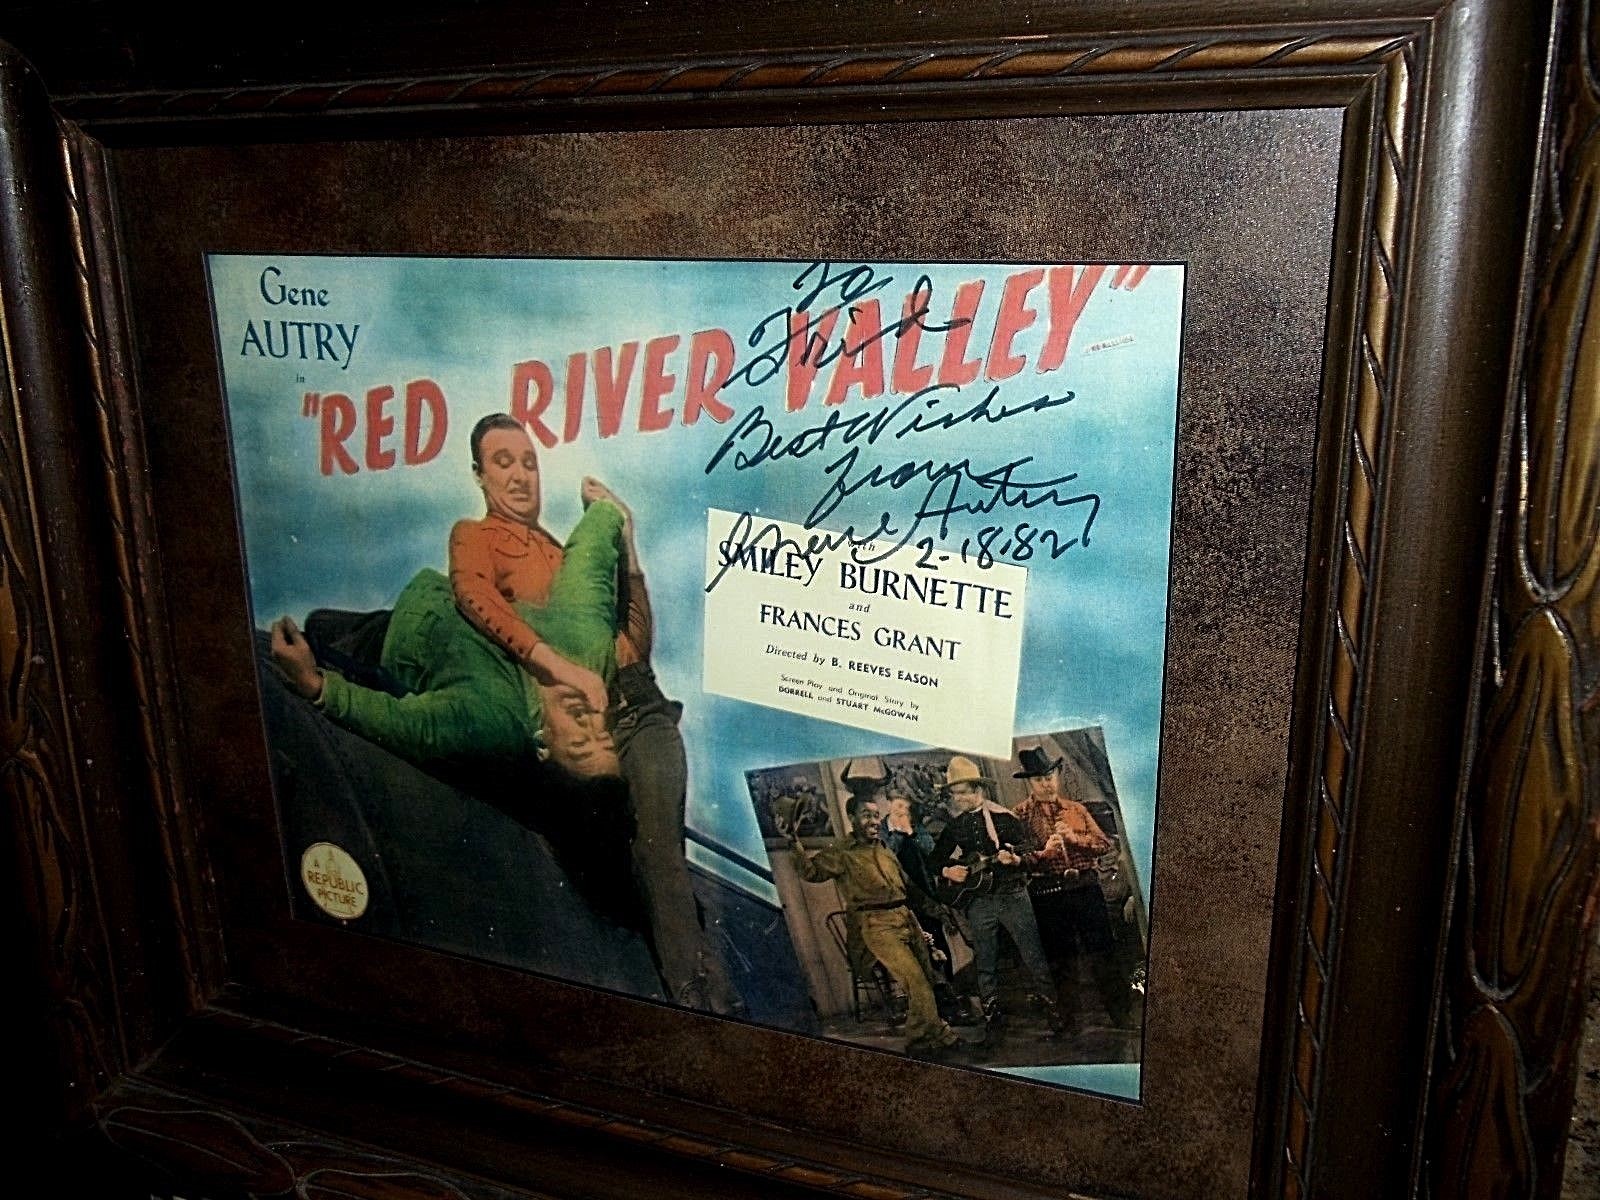 Gene
AUTRY
in
"RED RIVER VALLEY"
To
Best Wishes
from
Gene Autry
2-18-82
with
SMILEY BURNETTE
and
FRANCES GRANT
Directed by B. REEVES EASON
Screen Play and Original Story by
DORRELL and STUART McGOWAN
A
REPUBLIC
PICTURE